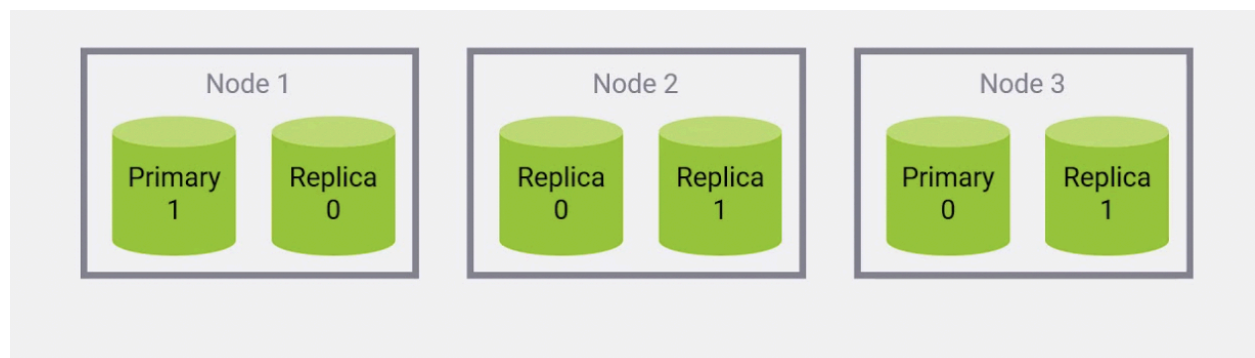 Node 1
Primary
1
Replica
0
Node 2
Replica
0
Replica
1
Node 3
Primary
0
Replica
1